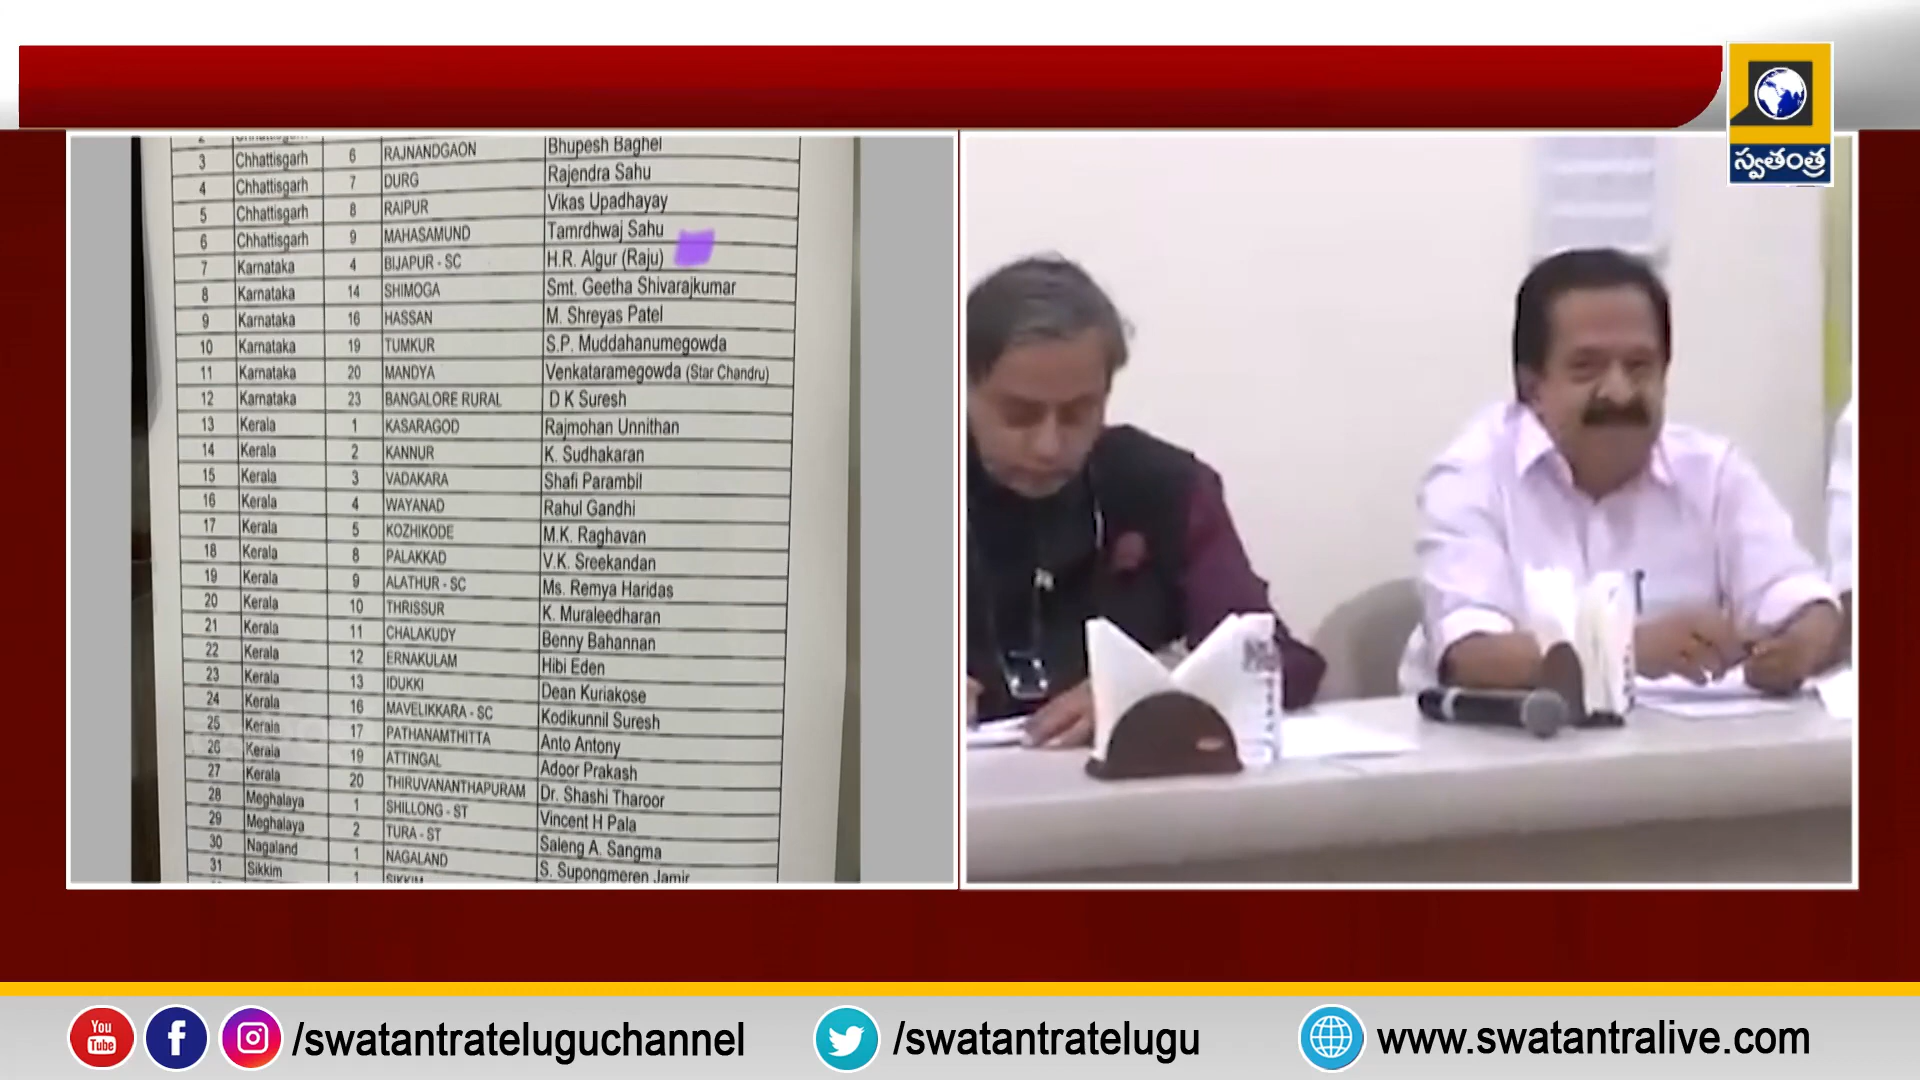 స్వతంత్ర
3 Chhattisgarh 6 RAJNANDGAON Bhupesh Baghel
4 Chhattisgarh 7 DURG Rajendra Sahu
5 Chhattisgarh 8 RAIPUR Vikas Upadhayay
6 Chhattisgarh 9 MAHASAMUND Tamrdhwaj Sahu
7 Karnataka 4 BIJAPUR - SC H.R. Algur (Raju)
8 Karnataka 14 SHIMOGA Smt. Geetha Shivarajkumar
9 Karnataka 16 HASSAN M. Shreyas Patel
10 Karnataka 19 TUMKUR S.P. Muddahanumegowda
11 Karnataka 20 MANDYA Venkataramegowda (Star Chandru)
12 Karnataka 23 BANGALORE RURAL D K Suresh
13 Kerala 1 KASARAGOD Rajmohan Unnithan
14 Kerala 2 KANNUR K. Sudhakaran
15 Kerala 3 VADAKARA Shafi Parambil
16 Kerala 4 WAYANAD Rahul Gandhi
17 Kerala 5 KOZHIKODE M.K. Raghavan
18 Kerala 8 PALAKKAD V.K. Sreekandan
19 Kerala 9 ALATHUR - SC Ms. Remya Haridas
20 Kerala 10 THRISSUR K. Muraleedharan
21 Kerala 11 CHALAKUDY Benny Bahannan
22 Kerala 12 ERNAKULAM Hibi Eden
23 Kerala 13 IDUKKI Dean Kuriakose
24 Kerala 16 MAVELIKKARA - SC Kodikunnil Suresh
25 Kerala 17 PATHANAMTHITTA Anto Antony
26 Kerala 19 ATTINGAL Adoor Prakash
27 Kerala 20 THIRUVANANTHAPURAM Dr. Shashi Tharoor
28 Meghalaya 1 SHILLONG - ST Vincent H Pala
29 Meghalaya 2 TURA - ST Saleng A. Sangma
30 Nagaland 1 NAGALAND S. Supongmeren Jamir
31 Sikkim 1 SIKKIM
You Tube /swatantrateluguchannel /swatantratelugu www.swatantralive.com